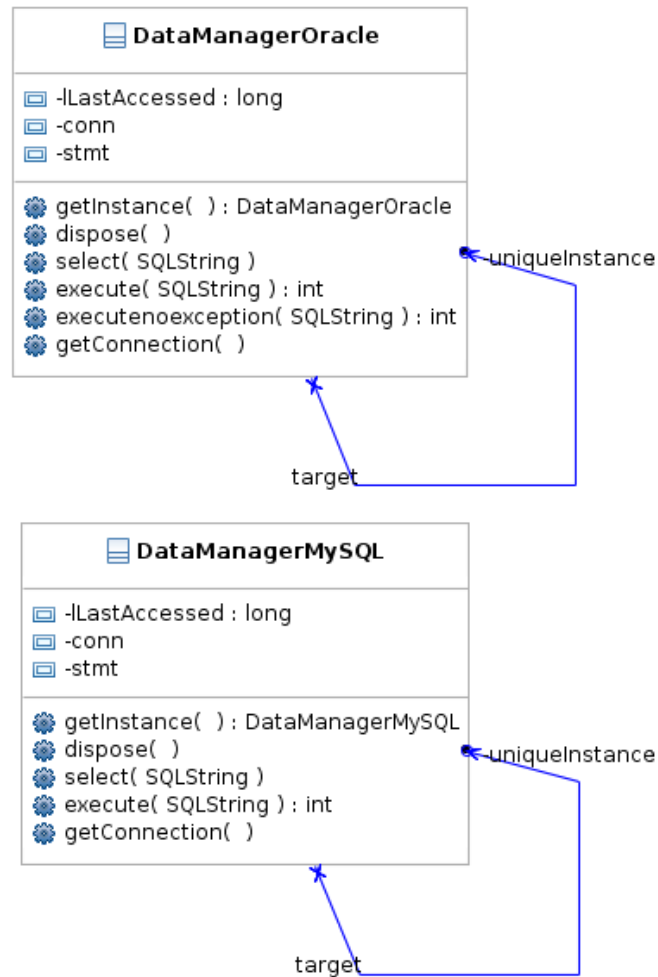 DataManagerOracle
-lLastAccessed : long
-conn
-stmt
getInstance( ) : DataManagerOracle
dispose( )
select( SQLString )
execute( SQLString ) : int
executenoexception( SQLString ) : int
getConnection( )
-uniqueInstance
target
DataManagerMySQL
-lLastAccessed : long
-conn
-stmt
getInstance( ) : DataManagerMySQL
dispose( )
select( SQLString )
execute( SQLString ) : int
getConnection( )
-uniqueInstance
target